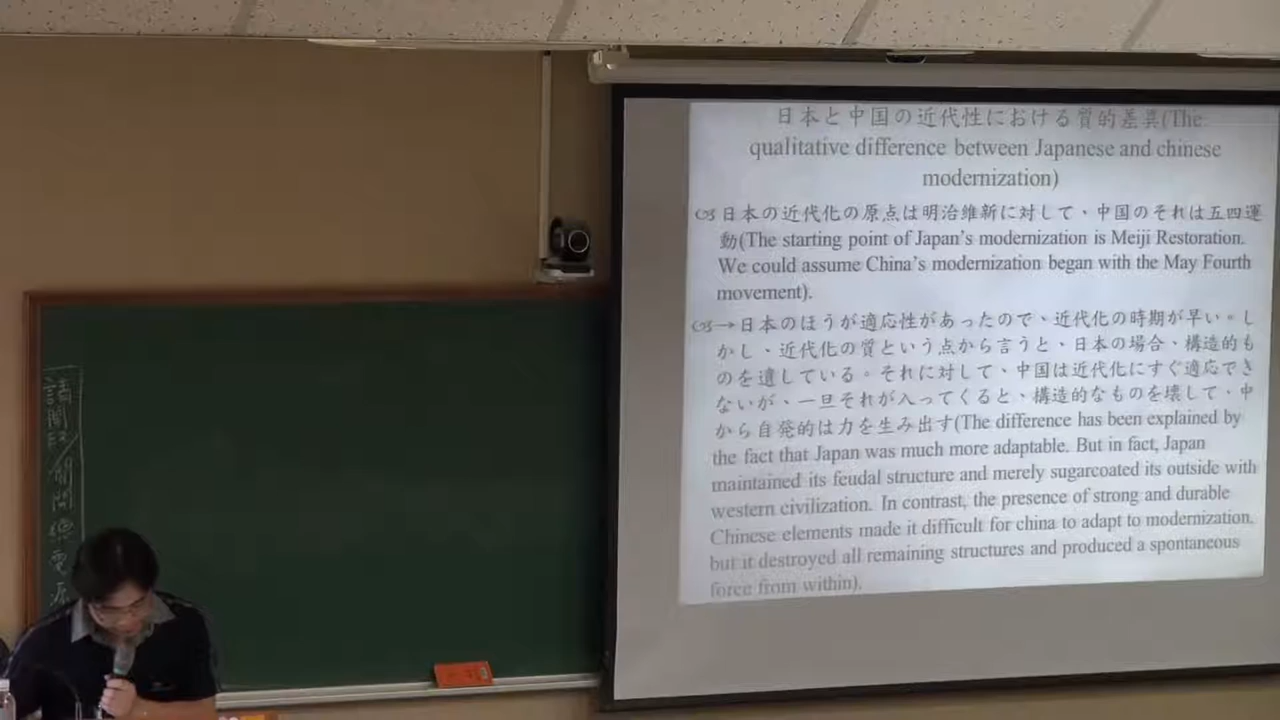 日本と中国の近代性における質的差異(The
qualitative difference between Japanese and chinese
modernization)
日本の近代化の原点は明治維新に対して、中国のそれは五四運
動(The starting point of Japan's modernization is Meiji Restoration.
We could assume China's modernization began with the May Fourth
movement).
→日本のほうが適応性があったので、近代化の時期が早い。し
かし、近代化の質という点から言うと、日本の場合、構造的も
のを遺している。それに対して、中国は近代化にすぐ適応でき
ないが、一旦それが入ってくると、構造的なものを壊して、中
から自発的は力を生み出す(The difference has been explained by
the fact that Japan was much more adaptable. But in fact, Japan
maintained its feudal structure and merely sugarcoated its outside with
western civilization. In contrast, the presence of strong and durable
Chinese elements made it difficult for china to adapt to modernization,
but it destroyed all remaining structures and produced a spontaneous
force from within).
請關